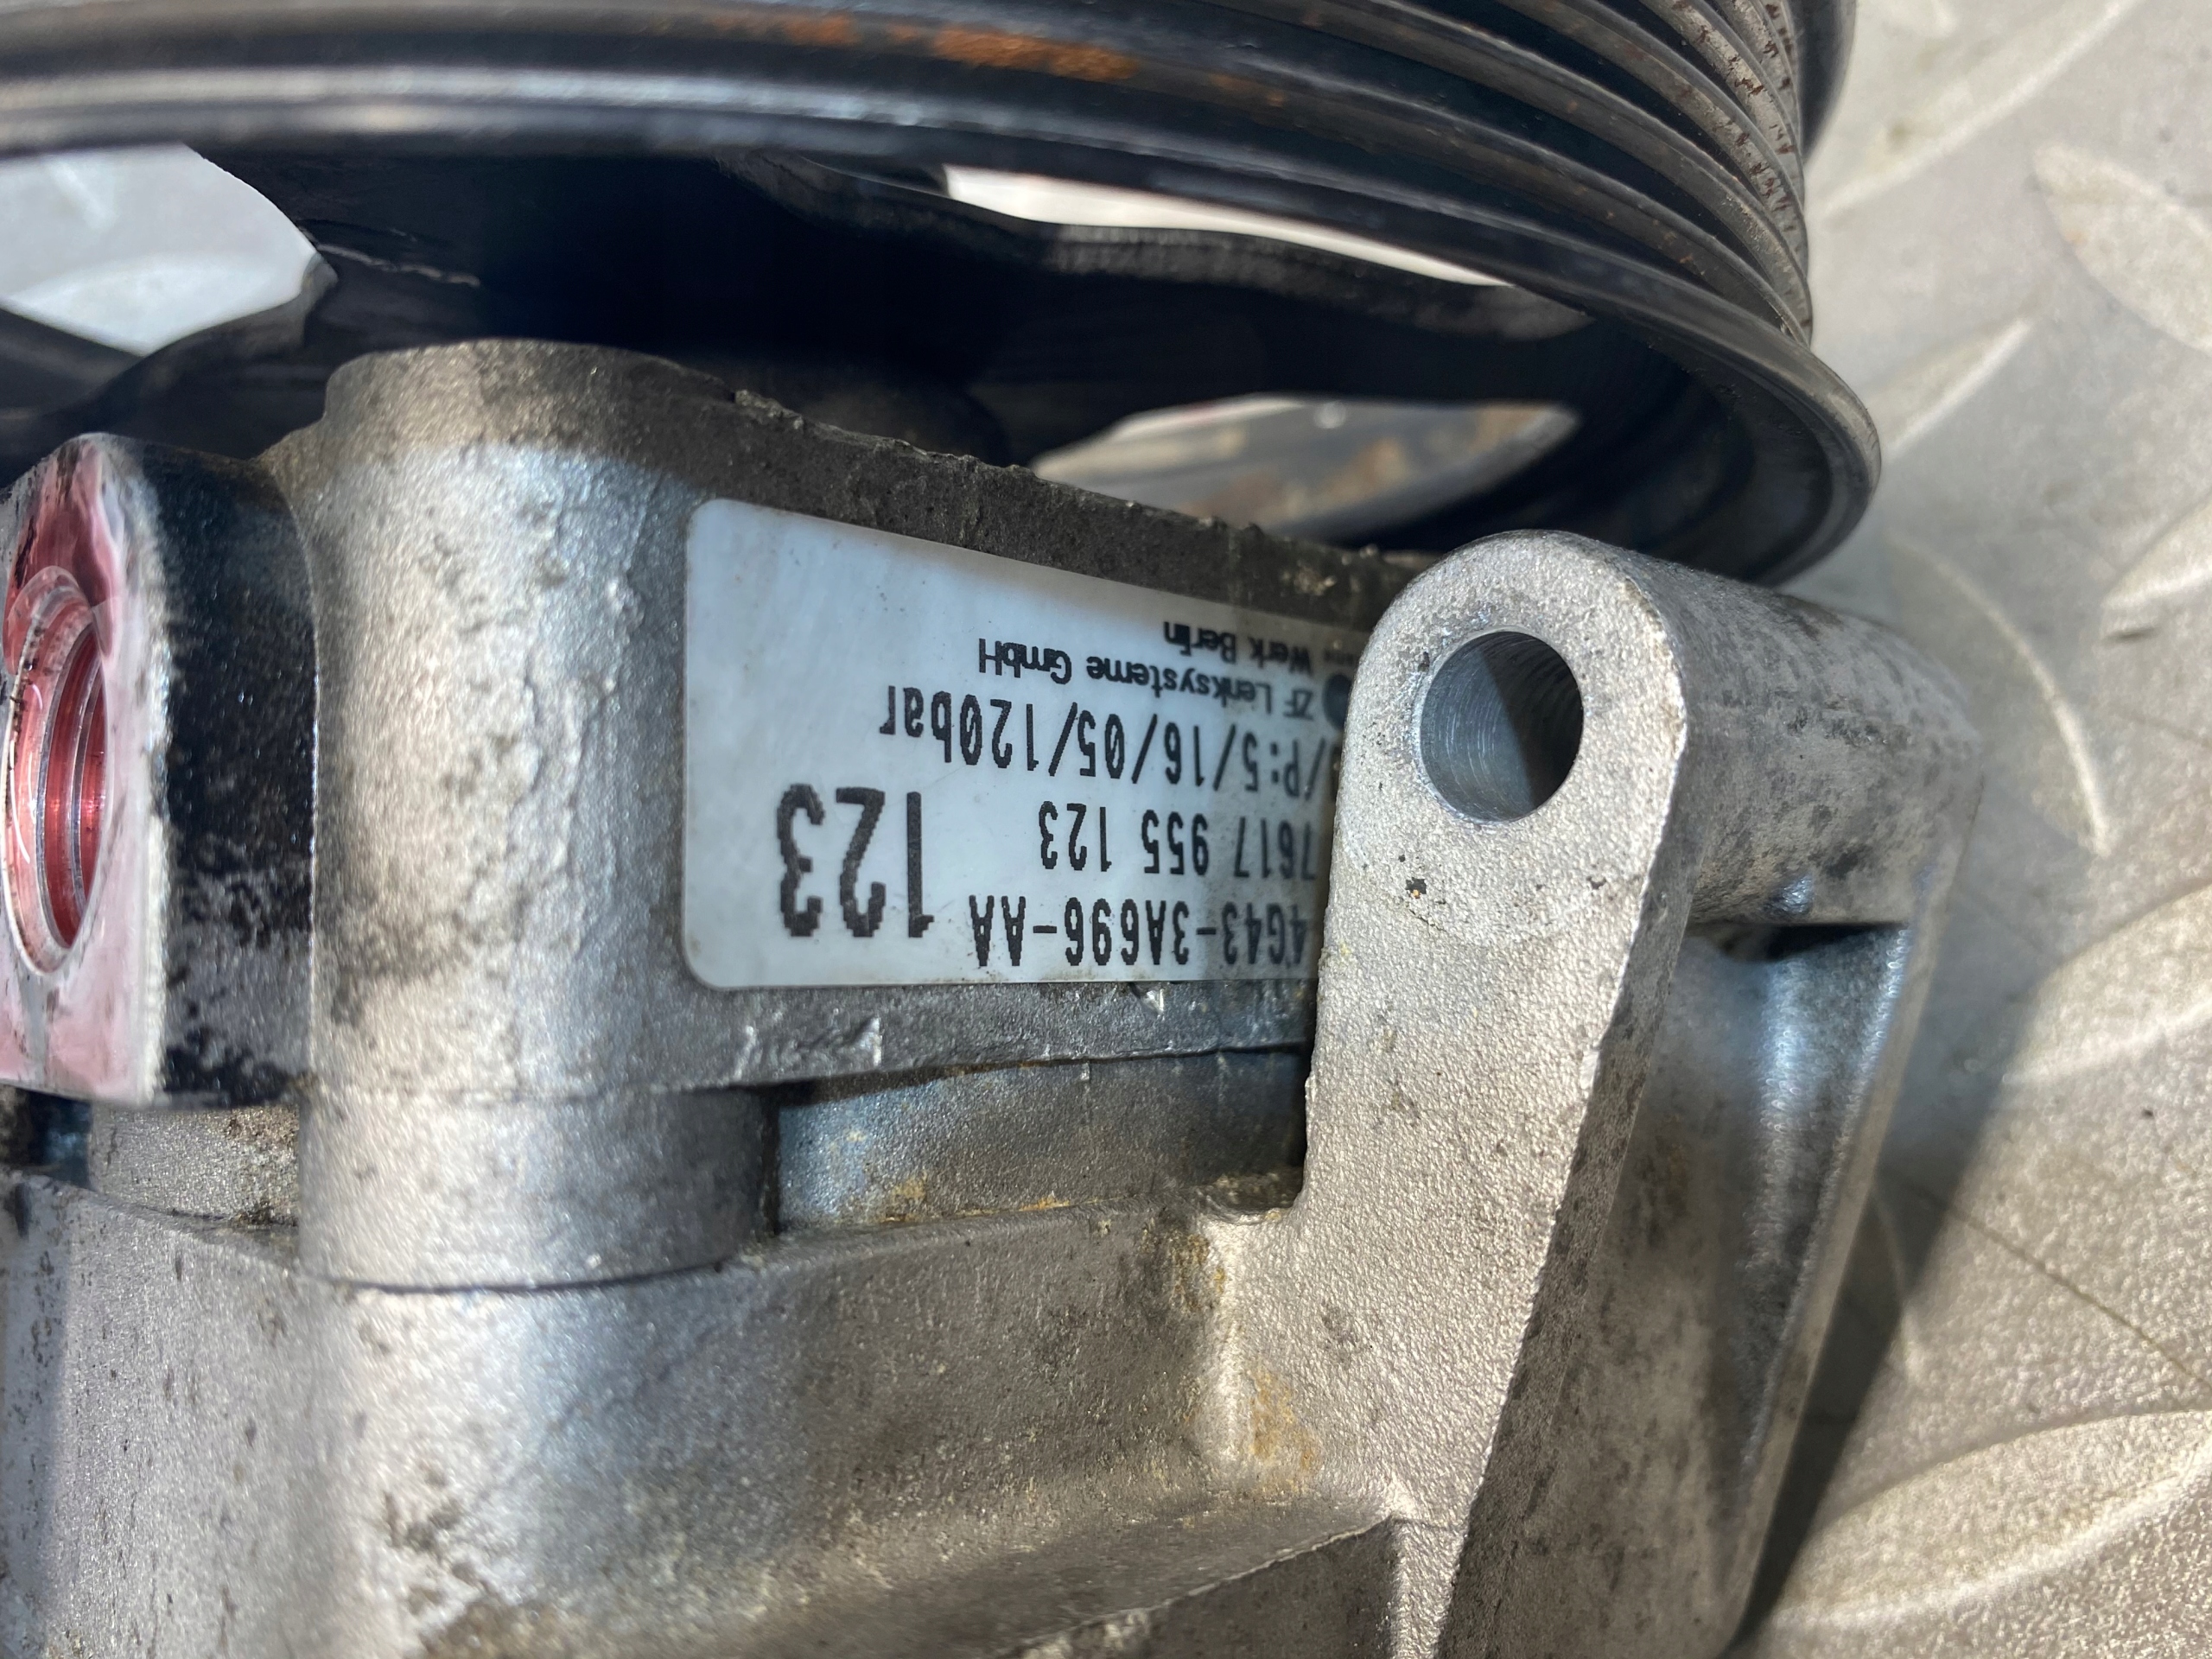 4G43-3A696-AA 123
7617 955 123
/P:5/16/05/120bar
ZF Lenksysteme GmbH
Werk Berlin